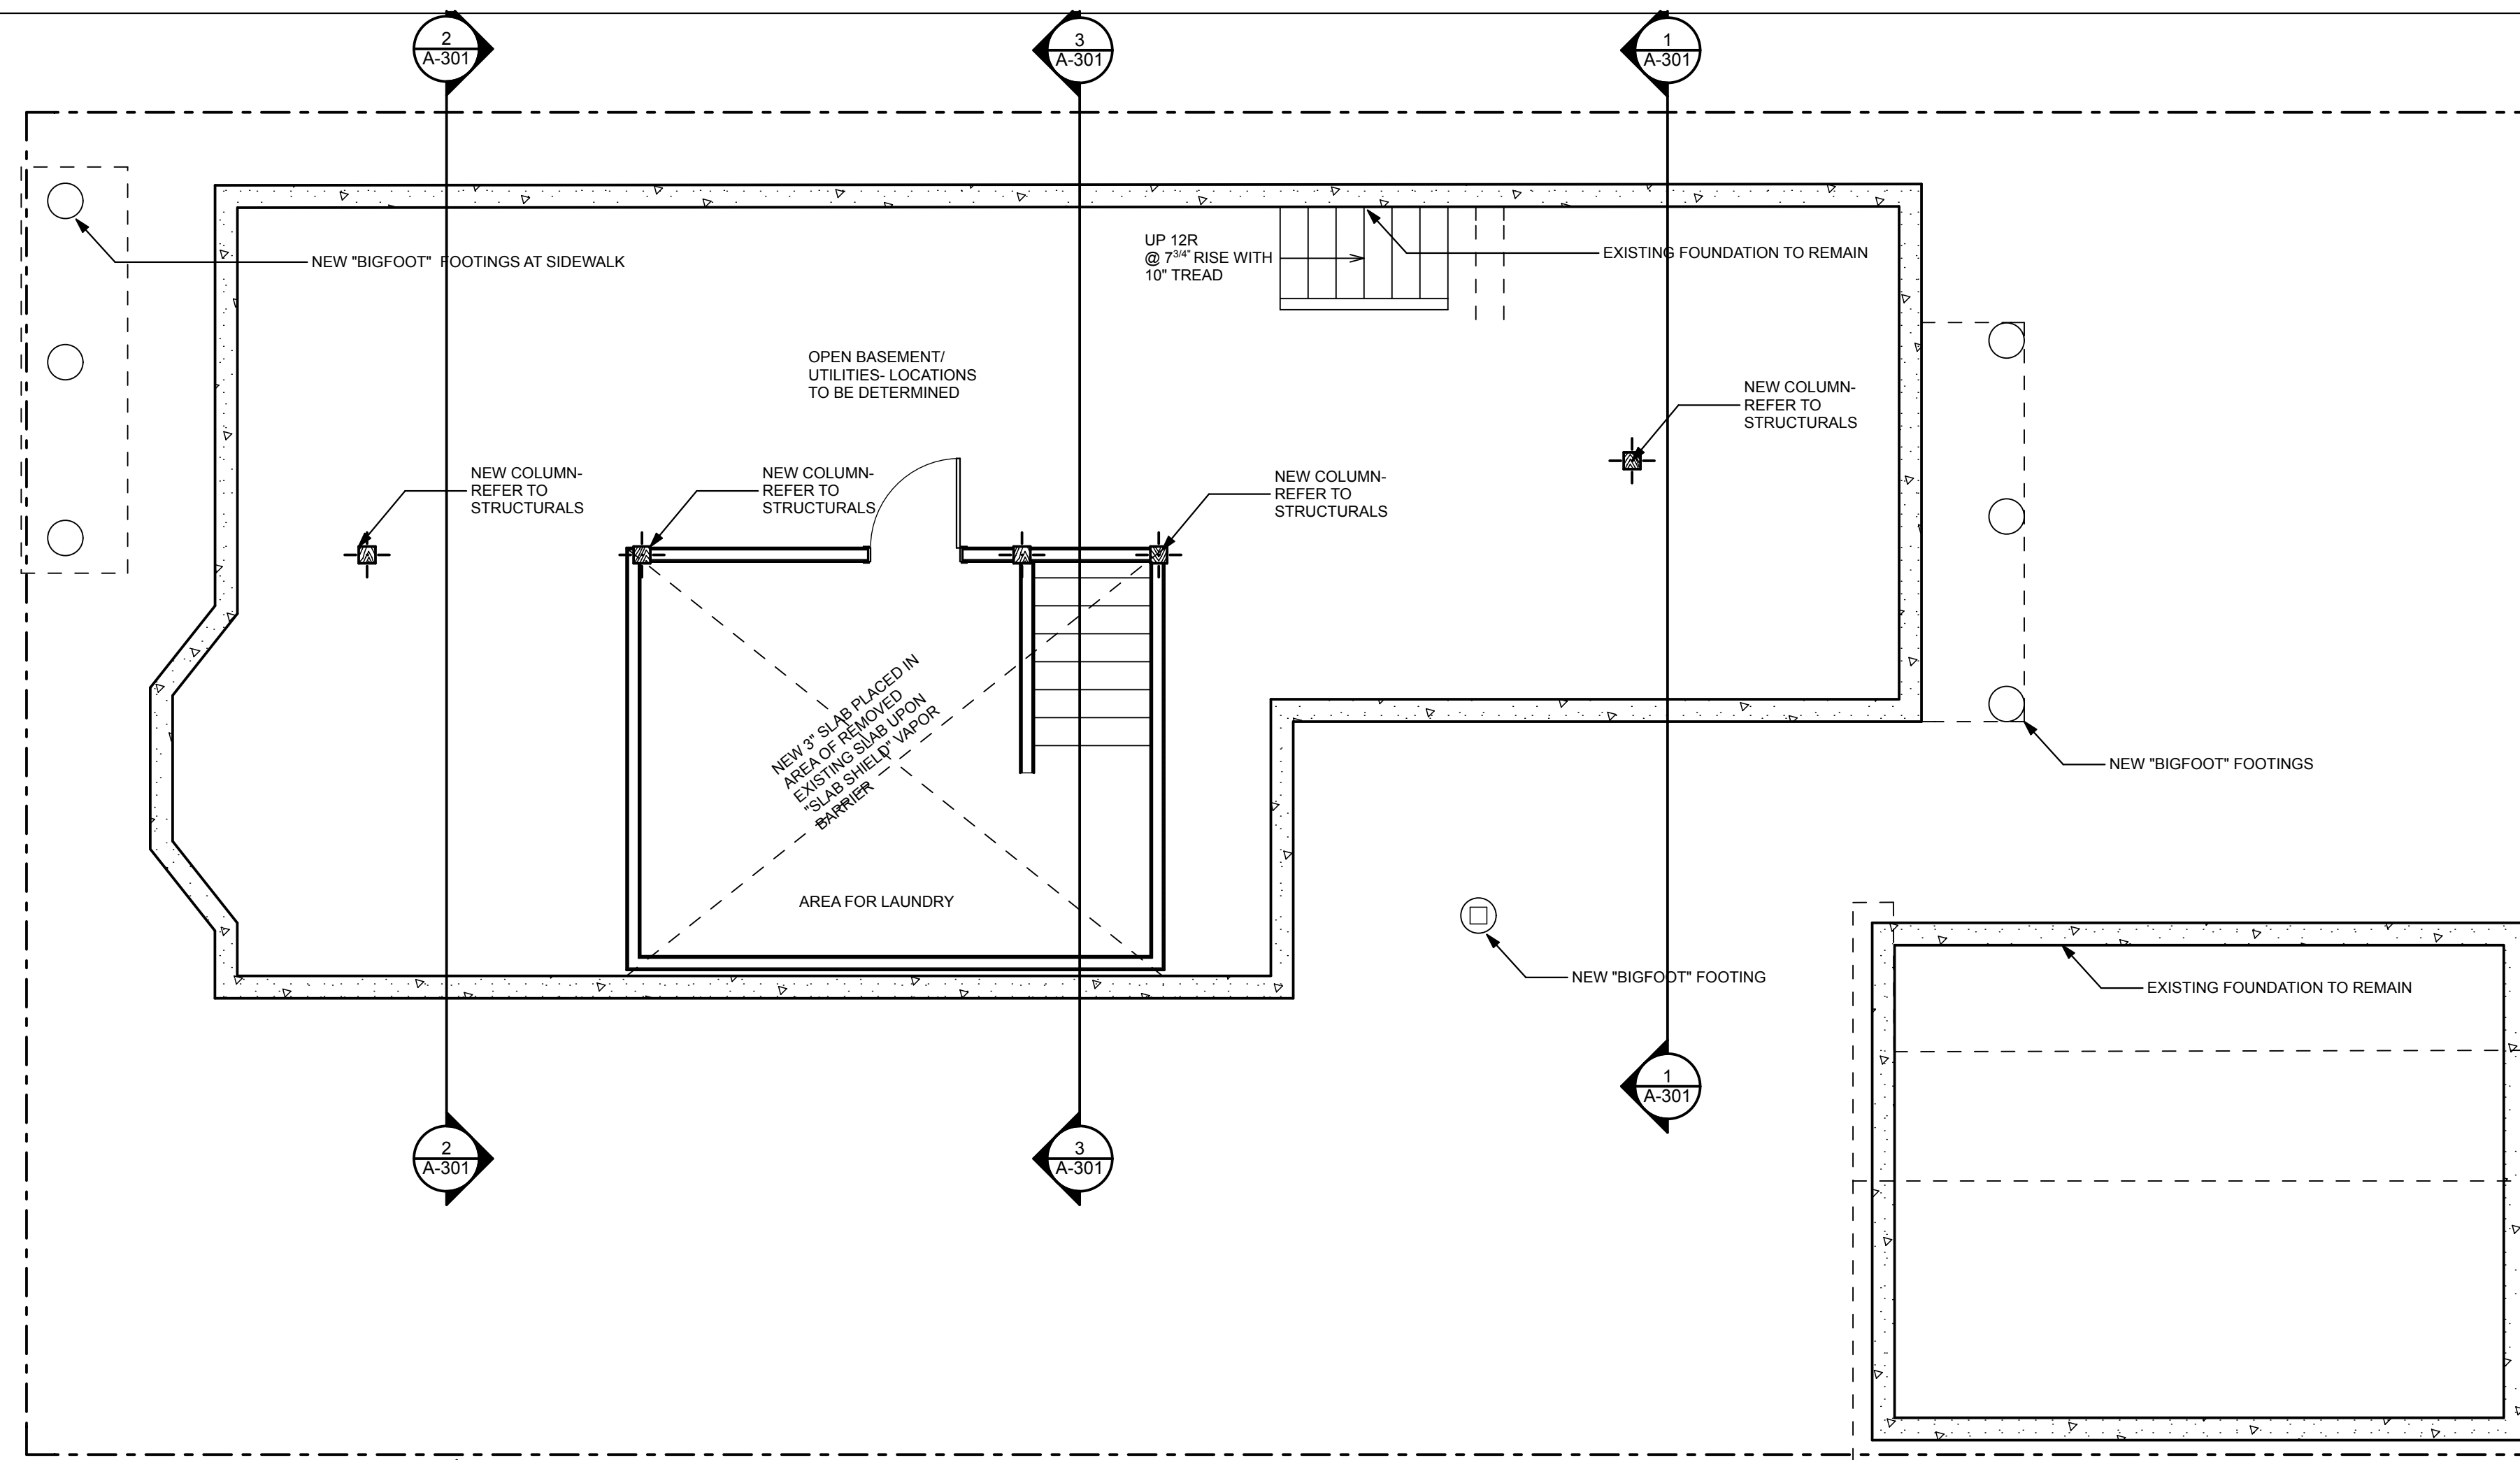 2
A-301
3
A-301
1
A-301
NEW "BIGFOOT" FOOTINGS AT SIDEWALK
UP 12R
@ 73/4" RISE WITH
10" TREAD
EXISTING FOUNDATION TO REMAIN
OPEN BASEMENT/
UTILITIES- LOCATIONS
TO BE DETERMINED
NEW COLUMN-
REFER TO
STRUCTURALS
NEW COLUMN-
REFER TO
STRUCTURALS
NEW COLUMN-
REFER TO
STRUCTURALS
NEW COLUMN-
REFER TO
STRUCTURALS
NEW 3" SLAB PLACED IN
AREA OF REMOVED
EXISTING SLAB UPON
"SLAB SHIELD" VAPOR
BARRIER
NEW "BIGFOOT" FOOTINGS
AREA FOR LAUNDRY
NEW "BIGFOOT" FOOTING
EXISTING FOUNDATION TO REMAIN
1
A-301
2
A-301
3
A-301